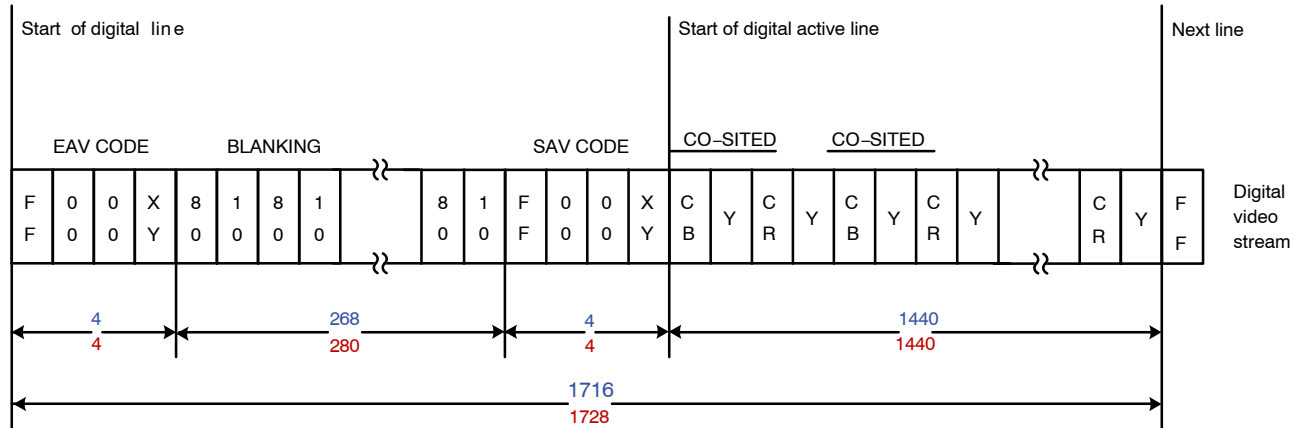 Start of digital line
Start of digital active line
Next line
EAV CODE
BLANKING
SAV CODE
CO-SITED
CO-SITED
F 0 0 X 8 1 8 1 8 1 F 0 0 X C Y C Y C Y C Y C Y F
F 0 0 Y 0 0 0 0 0 0 F 0 0 Y B R B R R F
Digital
video
stream
4 268 4 1440
4 280 4 1440
1716
1728